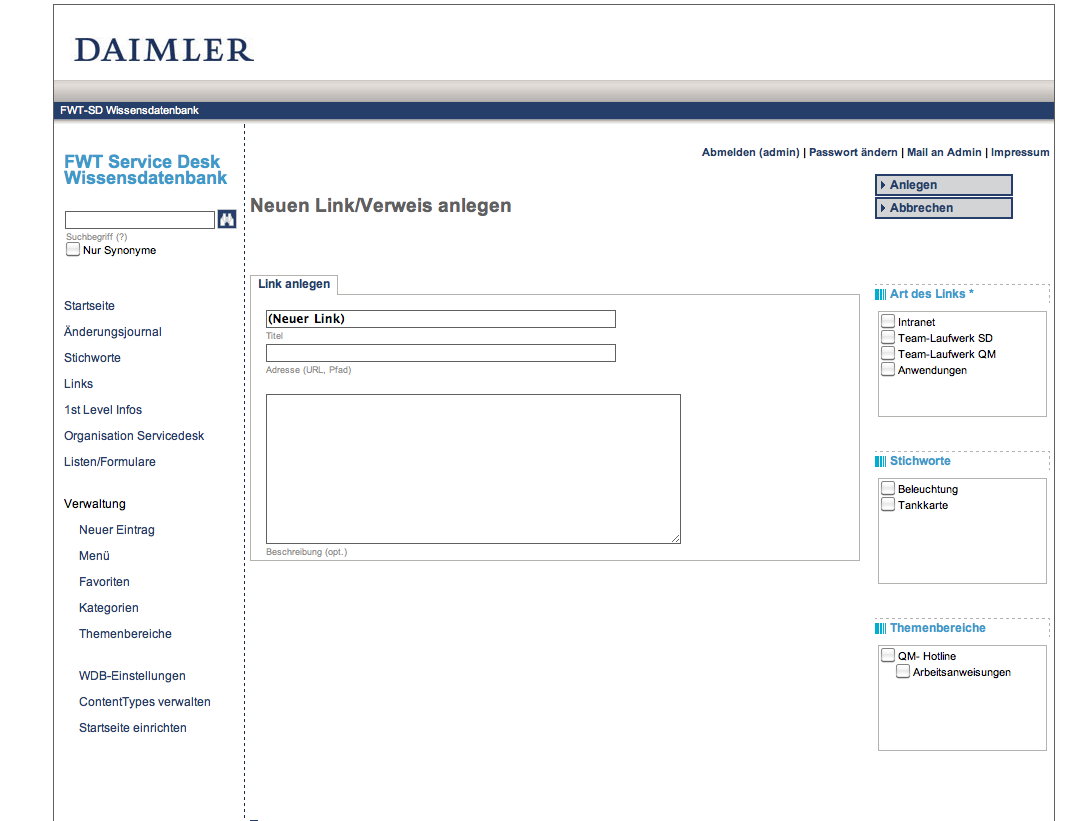 DAIMLER
FWT-SD Wissensdatenbank
Abmelden (admin) | Passwort ändern | Mail an Admin | Impressum
FWT Service Desk
Wissensdatenbank
Suchbegriff (?)
Nur Synonyme
Startseite
Änderungsjournal
Stichworte
Links
1st Level Infos
Organisation Servicedesk
Listen/Formulare
Verwaltung
Neuer Eintrag
Menü
Favoriten
Kategorien
Themenbereiche
WDB-Einstellungen
ContentTypes verwalten
Startseite einrichten
Neuen Link/Verweis anlegen
Link anlegen
(Neuer Link)
Titel
Adresse (URL, Pfad)
Beschreibung (opt.)
Anlegen
Abbrechen
Art des Links *
Intranet
Team-Laufwerk SD
Team-Laufwerk QM
Anwendungen
Stichworte
Beleuchtung
Tankkarte
Themenbereiche
QM- Hotline
Arbeitsanweisungen